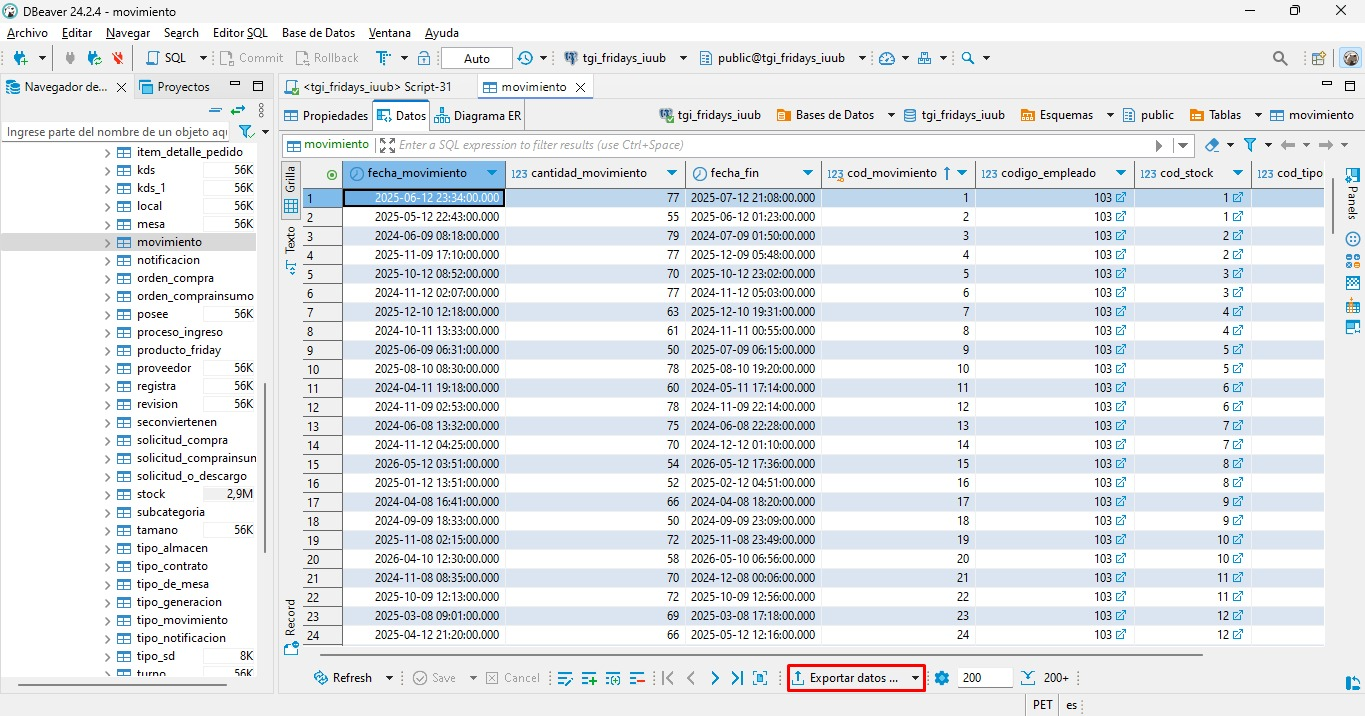 DBeaver 24.2.4 - movimiento
Archivo Editar Navegar Search Editor SQL Base de Datos Ventana Ayuda
SQL Commit Rollback Auto tgi_fridays_iuub public@tgi_fridays_iuub
Navegador de... Proyectos <tgi_fridays_iuub> Script-31 movimiento
Propiedades Datos Diagrama ER tgi_fridays_iuub Bases de Datos tgi_fridays_iuub Esquemas public Tablas movimiento
Ingrese parte del nombre de un objeto aqu
movimiento Enter a SQL expression to filter results (use Ctrl+Space)
item_detalle_pedido
kds 56K
kds_1 56K
local 56K
mesa 56K
movimiento
notificacion
orden_compra
orden_comprainsumo
posee 56K
proceso_ingreso
producto_friday
proveedor 56K
registra 56K
revision 56K
seconviertenen
solicitud_compra
solicitud_comprainsun
solicitud_o_descargo
stock 2,9M
subcategoria
tamano 56K
tipo_almacen
tipo_contrato
tipo_de_mesa
tipo_generacion
tipo_movimiento
tipo_notificacion
tipo_sd 8K
turno 56K
Grilla
Texto
Record
fecha_movimiento 123 cantidad_movimiento fecha_fin 123 cod_movimiento 123 codigo_empleado 123 cod_stock 123 cod_tipo
1 2025-06-12 23:34:00.000 77 2025-07-12 21:08:00.000 1 103 1
2 2025-05-12 22:43:00.000 55 2025-06-12 01:23:00.000 2 103 1
3 2024-06-09 08:18:00.000 79 2024-07-09 01:50:00.000 3 103 2
4 2025-11-09 17:10:00.000 77 2025-12-09 05:48:00.000 4 103 2
5 2025-10-12 08:52:00.000 70 2025-10-12 23:02:00.000 5 103 3
6 2024-11-12 02:07:00.000 77 2024-11-12 05:03:00.000 6 103 3
7 2025-12-10 12:18:00.000 63 2025-12-10 19:31:00.000 7 103 4
8 2024-10-11 13:33:00.000 61 2024-11-11 00:55:00.000 8 103 4
9 2025-06-09 06:31:00.000 50 2025-07-09 06:15:00.000 9 103 5
10 2025-08-10 08:30:00.000 78 2025-08-10 19:20:00.000 10 103 5
11 2024-04-11 19:18:00.000 60 2024-05-11 17:14:00.000 11 103 6
12 2024-11-09 02:53:00.000 78 2024-11-09 22:14:00.000 12 103 6
13 2024-06-08 13:32:00.000 75 2024-06-08 22:28:00.000 13 103 7
14 2024-11-12 04:25:00.000 70 2024-12-12 01:10:00.000 14 103 7
15 2026-05-12 03:51:00.000 54 2026-05-12 17:36:00.000 15 103 8
16 2025-01-12 13:51:00.000 52 2025-02-12 04:51:00.000 16 103 8
17 2024-04-08 16:41:00.000 66 2024-04-08 18:20:00.000 17 103 9
18 2024-09-09 18:33:00.000 50 2024-09-09 23:09:00.000 18 103 9
19 2025-11-08 02:15:00.000 72 2025-11-08 23:49:00.000 19 103 10
20 2026-04-10 12:30:00.000 58 2026-05-10 06:56:00.000 20 103 10
21 2024-11-08 08:35:00.000 70 2024-12-08 00:06:00.000 21 103 11
22 2025-10-09 12:13:00.000 72 2025-10-09 12:56:00.000 22 103 11
23 2025-03-08 09:01:00.000 69 2025-03-08 17:18:00.000 23 103 12
24 2025-04-12 21:20:00.000 66 2025-05-12 12:16:00.000 24 103 12
Panels
Refresh Save Cancel Exportar datos ... 200 200+
PET es